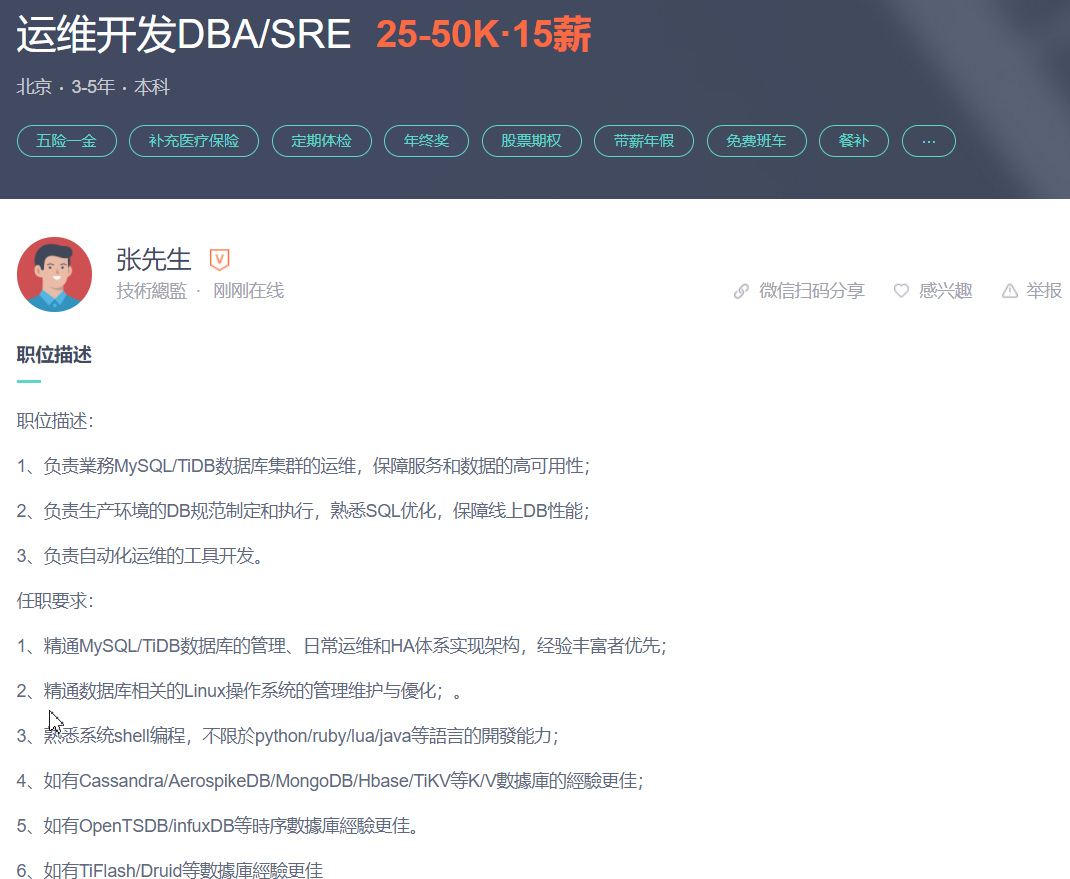 运维开发DBA/SRE 25-50K·15薪
北京 · 3-5年 · 本科
五险一金 补充医疗保险 定期体检 年终奖 股票期权 带薪年假 免费班车 餐补 ...
张先生 V
技術總監 · 刚刚在线 微信扫码分享 感兴趣 举报
职位描述
职位描述：
1、负责業務MySQL/TiDB数据库集群的运维，保障服务和数据的高可用性；
2、负责生产环境的DB规范制定和执行，熟悉SQL优化，保障线上DB性能；
3、负责自动化运维的工具开发。
任职要求：
1、精通MySQL/TiDB数据库的管理、日常运维和HA体系实现架构，经验丰富者优先；
2、精通数据库相关的Linux操作系统的管理维护与優化；。
3、熟悉系统shell编程，不限於python/ruby/lua/java等語言的開發能力；
4、如有Cassandra/AerospikeDB/MongoDB/Hbase/TiKV等K/V數據庫的經驗更佳；
5、如有OpenTSDB/infuxDB等時序數據庫經驗更佳。
6、如有TiFlash/Druid等數據庫經驗更佳